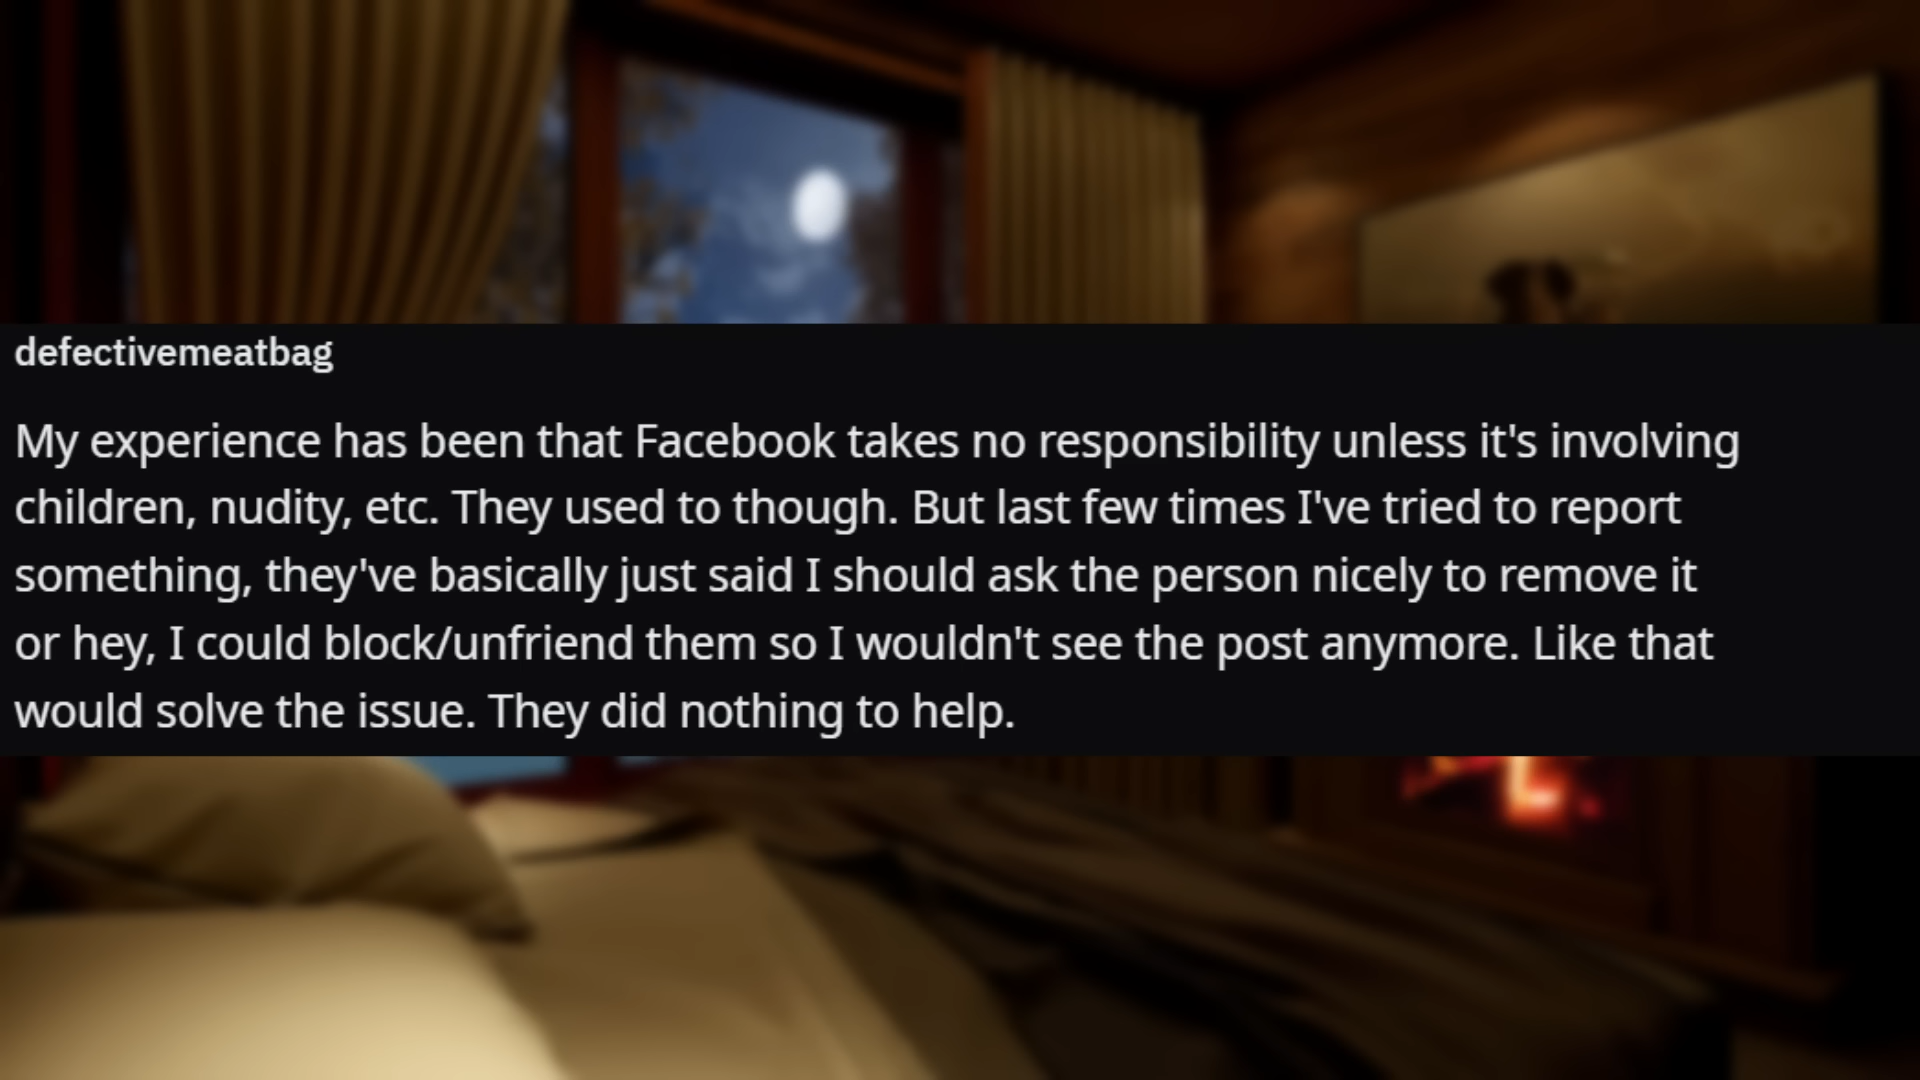 defectivemeatbag
My experience has been that Facebook takes no responsibility unless it's involving
children, nudity, etc. They used to though. But last few times I've tried to report
something, they've basically just said I should ask the person nicely to remove it
or hey, I could block/unfriend them so I wouldn't see the post anymore. Like that
would solve the issue. They did nothing to help.